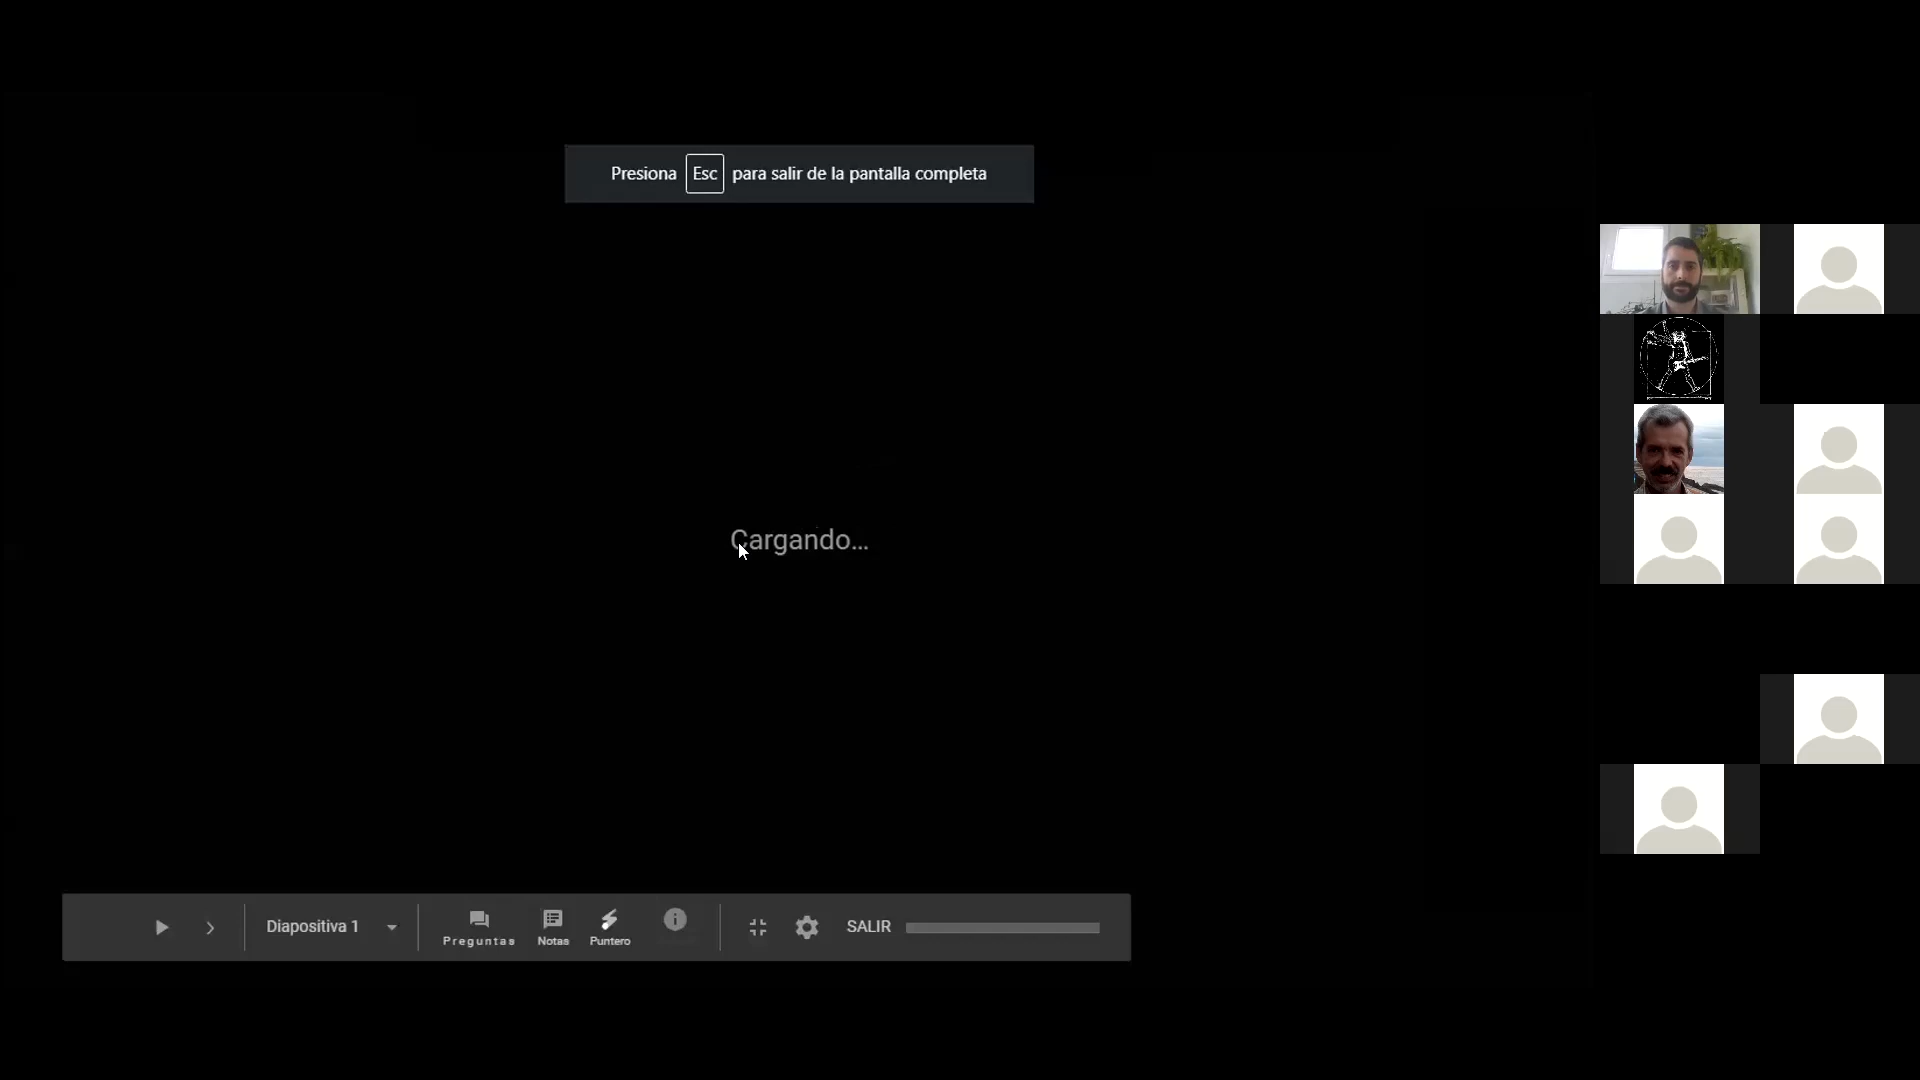 Presiona Esc para salir de la pantalla completa
Cargando...
Diapositiva 1
Preguntas
Notas
Puntero
SALIR